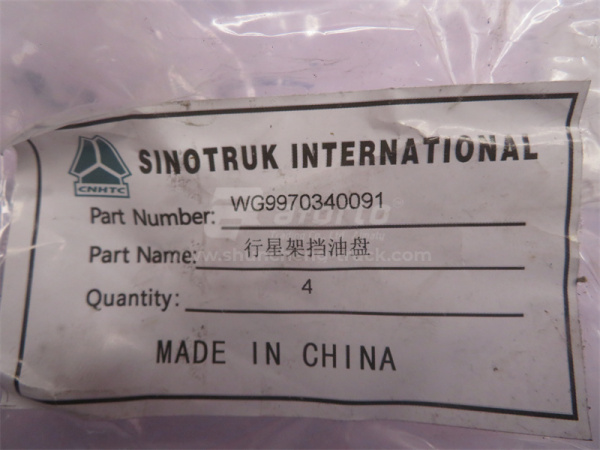 SINOTRUK INTERNATIONAL
CNHTC
Part Number: WG9970340091
Part Name: 行星架挡油盘
Quantity: 4
MADE IN CHINA